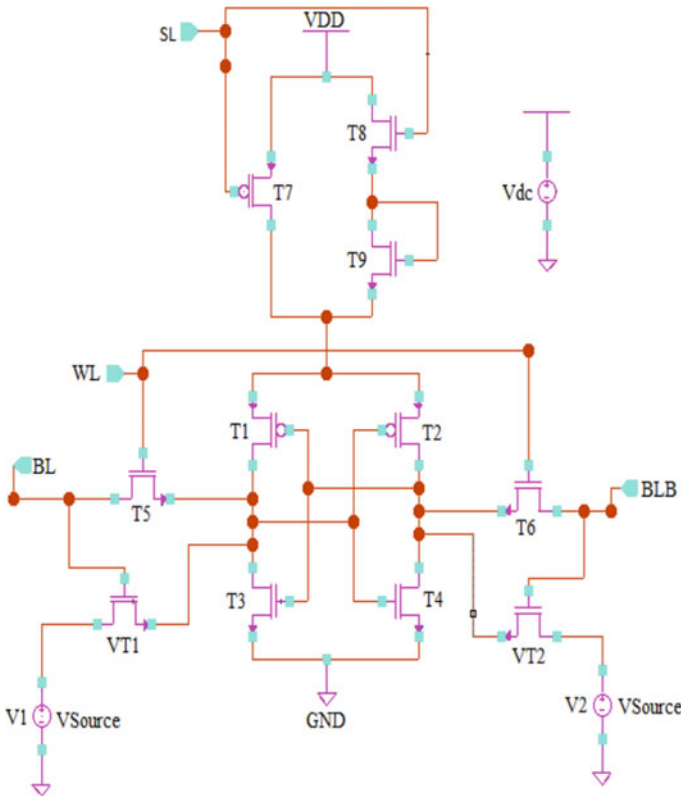 SL
VDD
T8
T7
Vdc
T9
WL
T1
T2
BL
BLB
T5
T6
T3
T4
VT1
VT2
V1 VSource
GND
V2 VSource